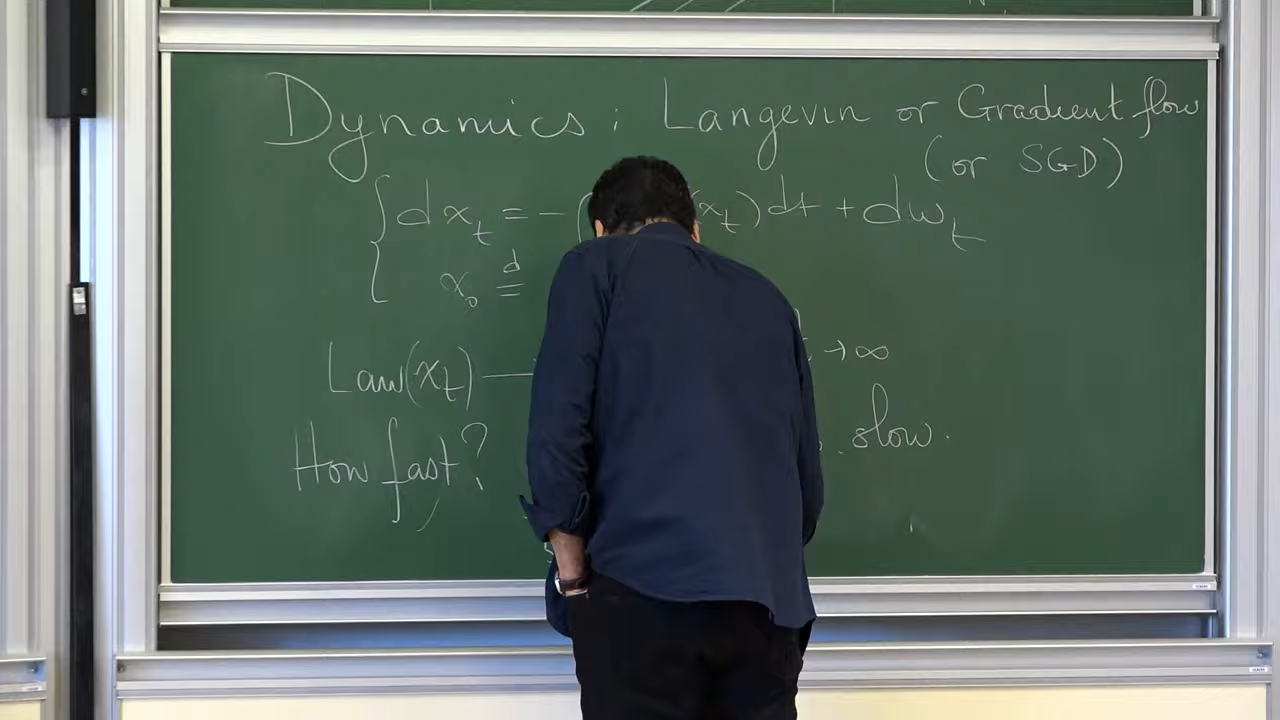 Dynamics : Langevin or Gradient flow
(or SGD)
dx_t = - ( (x_t) dt + dw_t
x_0 d=
Law(x_t) — t → ∞
How fast? slow.